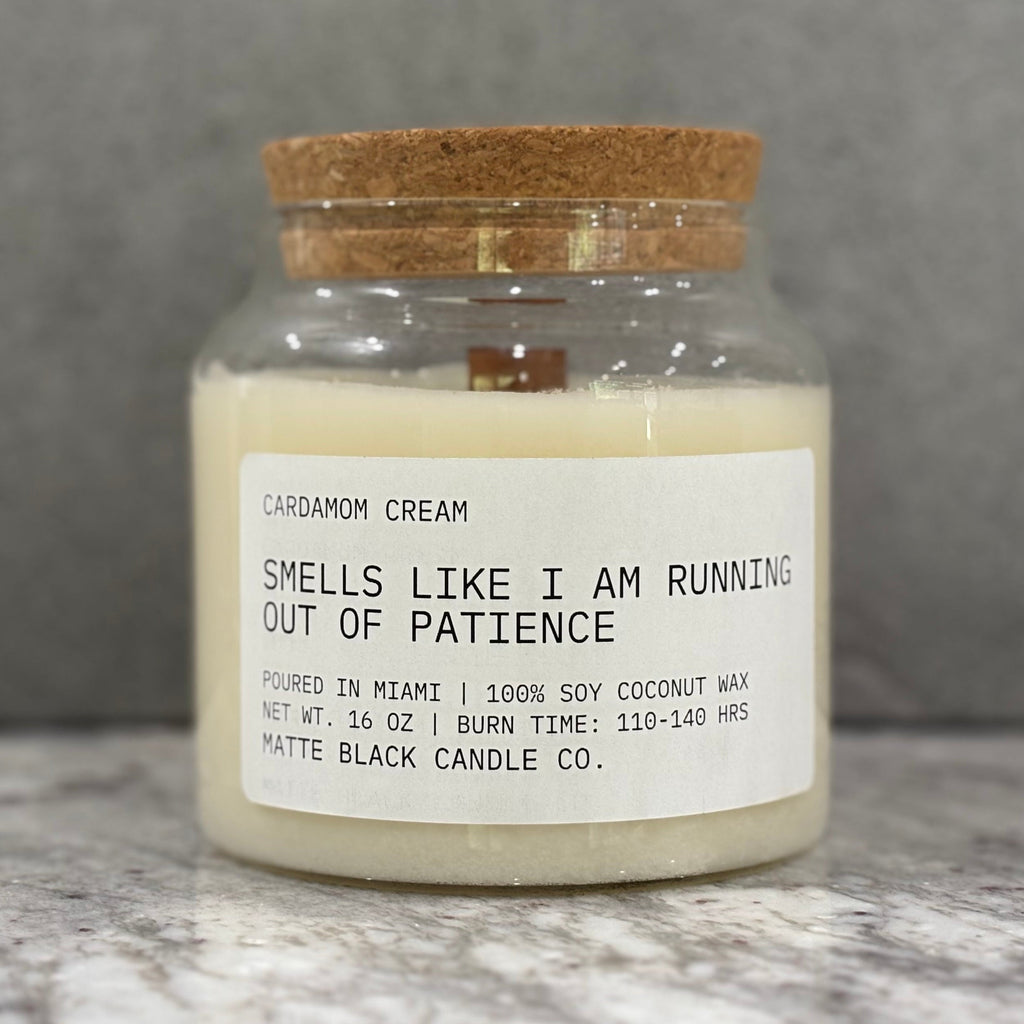 CARDAMOM CREAM
SMELLS LIKE I AM RUNNING
OUT OF PATIENCE
POURED IN MIAMI | 100% SOY COCONUT WAX
NET WT. 16 OZ | BURN TIME: 110-140 HRS
MATTE BLACK CANDLE CO.